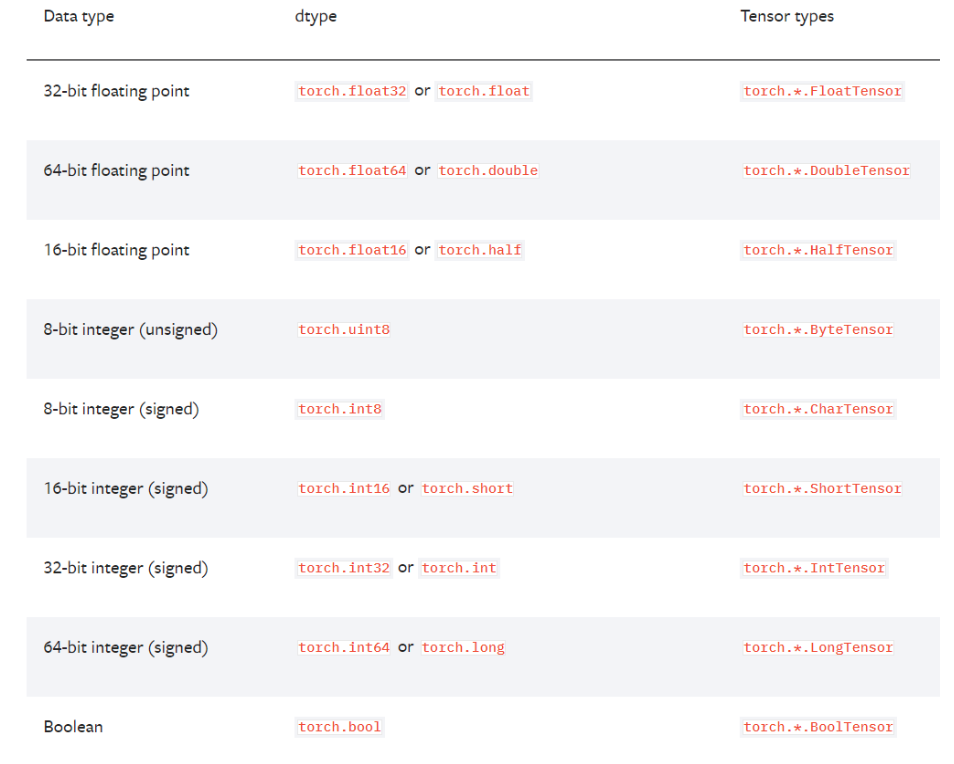 Data type dtype Tensor types
32-bit floating point torch.float32 or torch.float torch.*.FloatTensor
64-bit floating point torch.float64 or torch.double torch.*.DoubleTensor
16-bit floating point torch.float16 or torch.half torch.*.HalfTensor
8-bit integer (unsigned) torch.uint8 torch.*.ByteTensor
8-bit integer (signed) torch.int8 torch.*.CharTensor
16-bit integer (signed) torch.int16 or torch.short torch.*.ShortTensor
32-bit integer (signed) torch.int32 or torch.int torch.*.IntTensor
64-bit integer (signed) torch.int64 or torch.long torch.*.LongTensor
Boolean torch.bool torch.*.BoolTensor